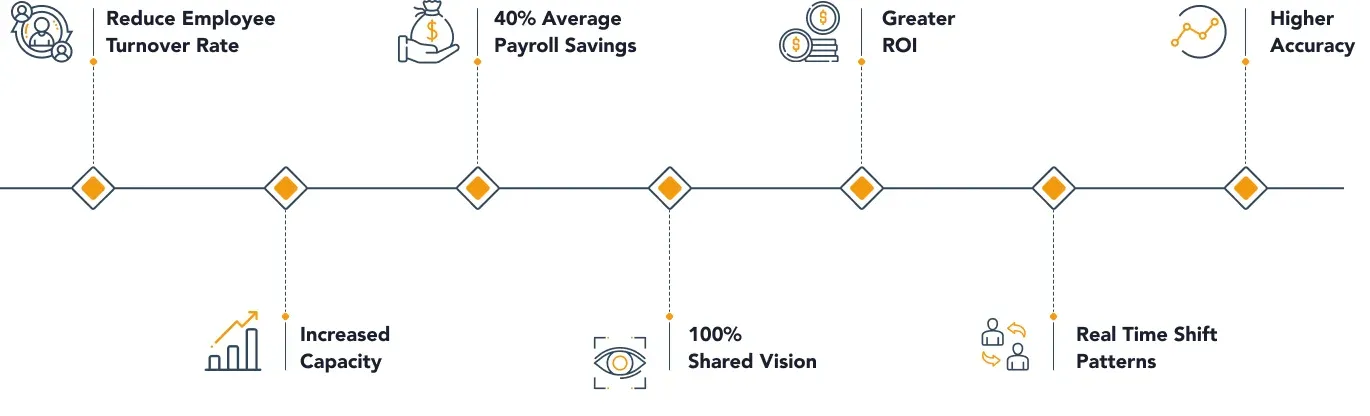 Reduce Employee
Turnover Rate
40% Average
Payroll Savings
Greater
ROI
Higher
Accuracy
Increased
Capacity
100%
Shared Vision
Real Time Shift
Patterns